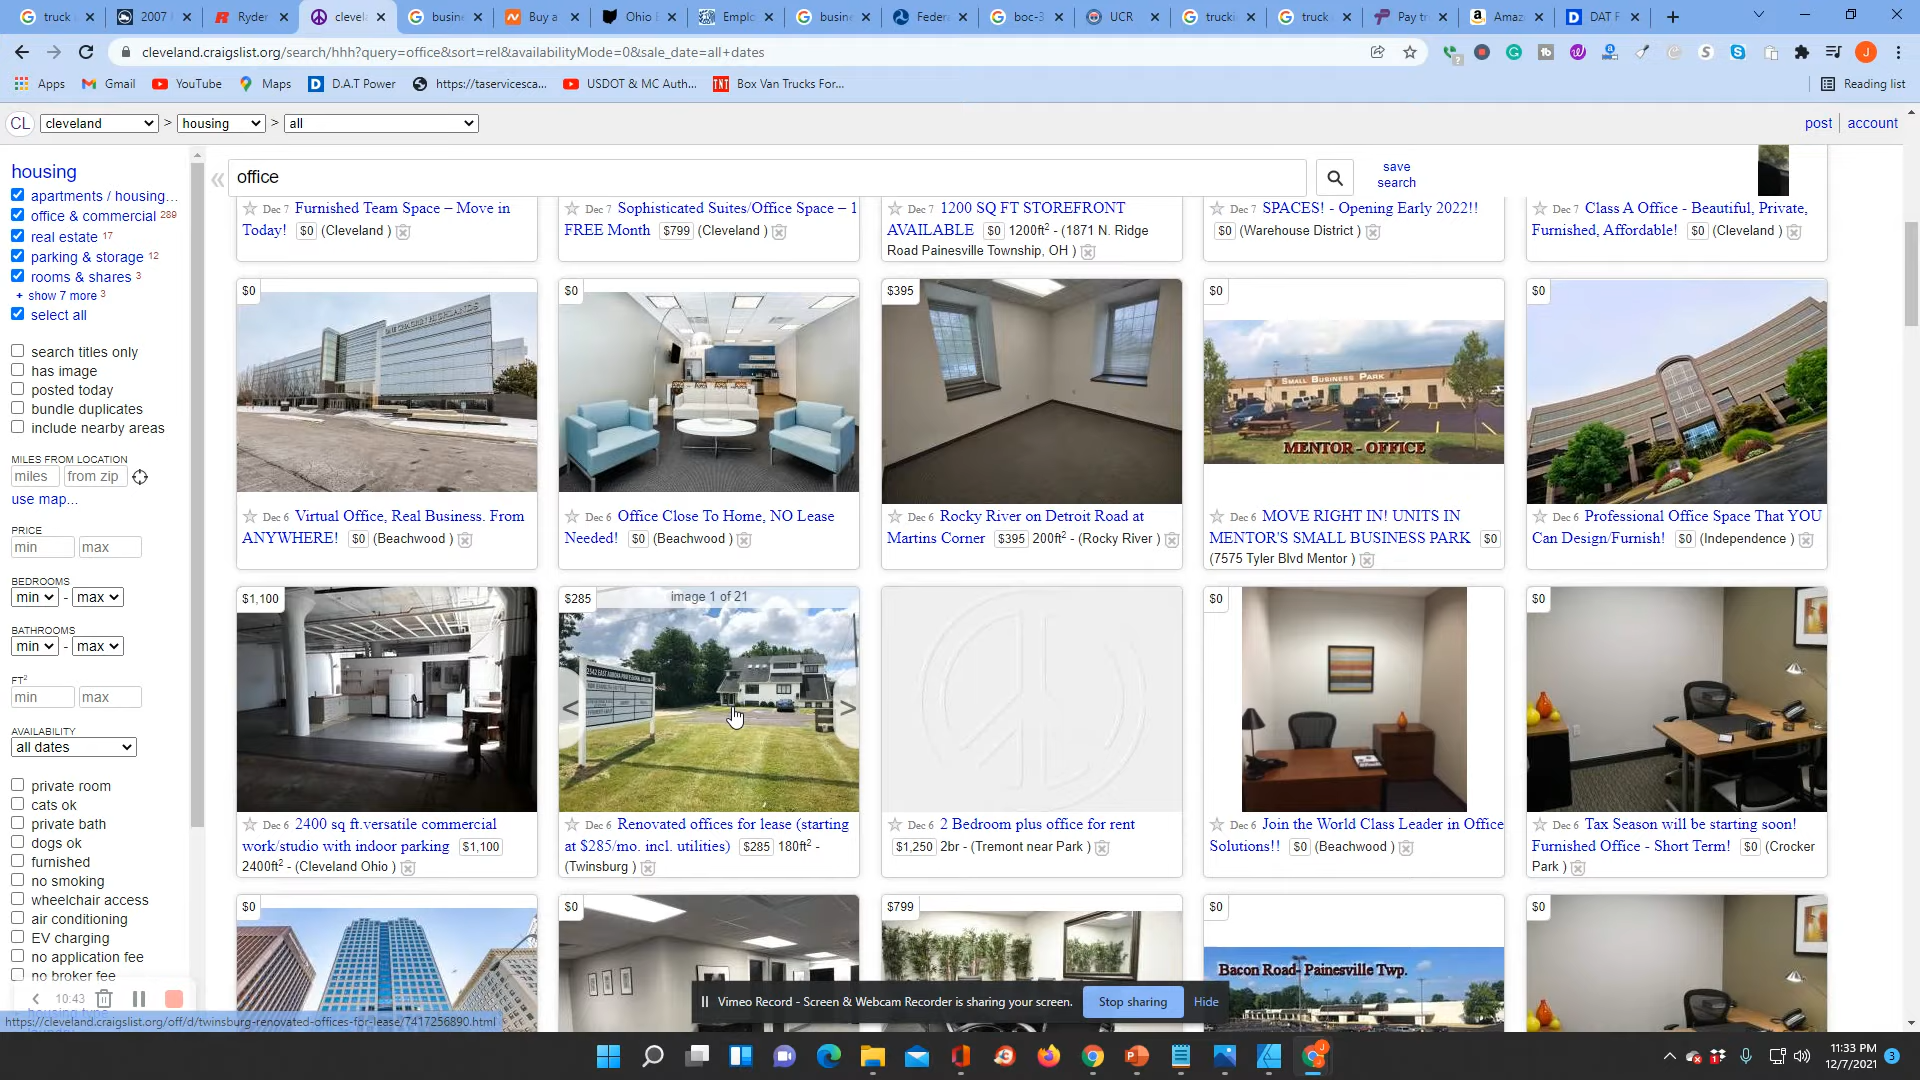 truck
2007
Ryder
clevel
busine
Buy a
Ohio E
Emplo
busine
Feder
boc-3
UCR
trucki
truck
Pay tr
Amaz
DAT F
cleveland.craigslist.org/search/hhh?query=office&sort=rel&availabilityMode=0&sale_date=all+dates
Apps
Gmail
YouTube
Maps
D.A.T Power
https://taservicesca...
USDOT & MC Auth...
Box Van Trucks For...
Reading list
CL
cleveland > housing > all
post account
housing
apartments / housing...
office & commercial 289
real estate 17
parking & storage 12
rooms & shares 3
+ show 7 more 3
select all
search titles only
has image
posted today
bundle duplicates
include nearby areas
MILES FROM LOCATION
miles from zip
use map...
PRICE
min max
BEDROOMS
min - max
BATHROOMS
min - max
FT2
min max
AVAILABILITY
all dates
private room
cats ok
private bath
dogs ok
furnished
no smoking
wheelchair access
air conditioning
EV charging
no application fee
no broker fee
housing type
10:43
https://cleveland.craigslist.org/off/d/twinsburg-renovated-offices-for-lease/7417256890.html
« office
save
search
Dec 7 Furnished Team Space – Move in
Today! $0 (Cleveland )
Dec 7 Sophisticated Suites/Office Space – 1
FREE Month $799 (Cleveland )
Dec 7 1200 SQ FT STOREFRONT
AVAILABLE $0 1200ft2 - (1871 N. Ridge
Road Painesville Township, OH )
Dec 7 SPACES! - Opening Early 2022!!
$0 (Warehouse District )
Dec 7 Class A Office - Beautiful, Private,
Furnished, Affordable! $0 (Cleveland )
$0
Dec 6 Virtual Office, Real Business. From
ANYWHERE! $0 (Beachwood )
$0
Dec 6 Office Close To Home, NO Lease
Needed! $0 (Beachwood )
$395
Dec 6 Rocky River on Detroit Road at
Martins Corner $395 200ft2 - (Rocky River )
$0
SMALL BUSINESS PARK
MENTOR - OFFICE
Dec 6 MOVE RIGHT IN! UNITS IN
MENTOR'S SMALL BUSINESS PARK $0
(7575 Tyler Blvd Mentor )
$0
Dec 6 Professional Office Space That YOU
Can Design/Furnish! $0 (Independence )
$1,100
Dec 6 2400 sq ft.versatile commercial
work/studio with indoor parking $1,100
2400ft2 - (Cleveland Ohio )
$285 image 1 of 21
< >
Dec 6 Renovated offices for lease (starting
at $285/mo. incl. utilities) $285 180ft2 -
(Twinsburg )
Dec 6 2 Bedroom plus office for rent
$1,250 2br - (Tremont near Park )
$0
Dec 6 Join the World Class Leader in Office
Solutions!! $0 (Beachwood )
$0
Dec 6 Tax Season will be starting soon!
Furnished Office - Short Term! $0 (Crocker
Park )
$0
$0
$799
$0
Bacon Road- Painesville Twp.
$0
Vimeo Record - Screen & Webcam Recorder is sharing your screen.
Stop sharing
Hide
11:33 PM
12/7/2021
3